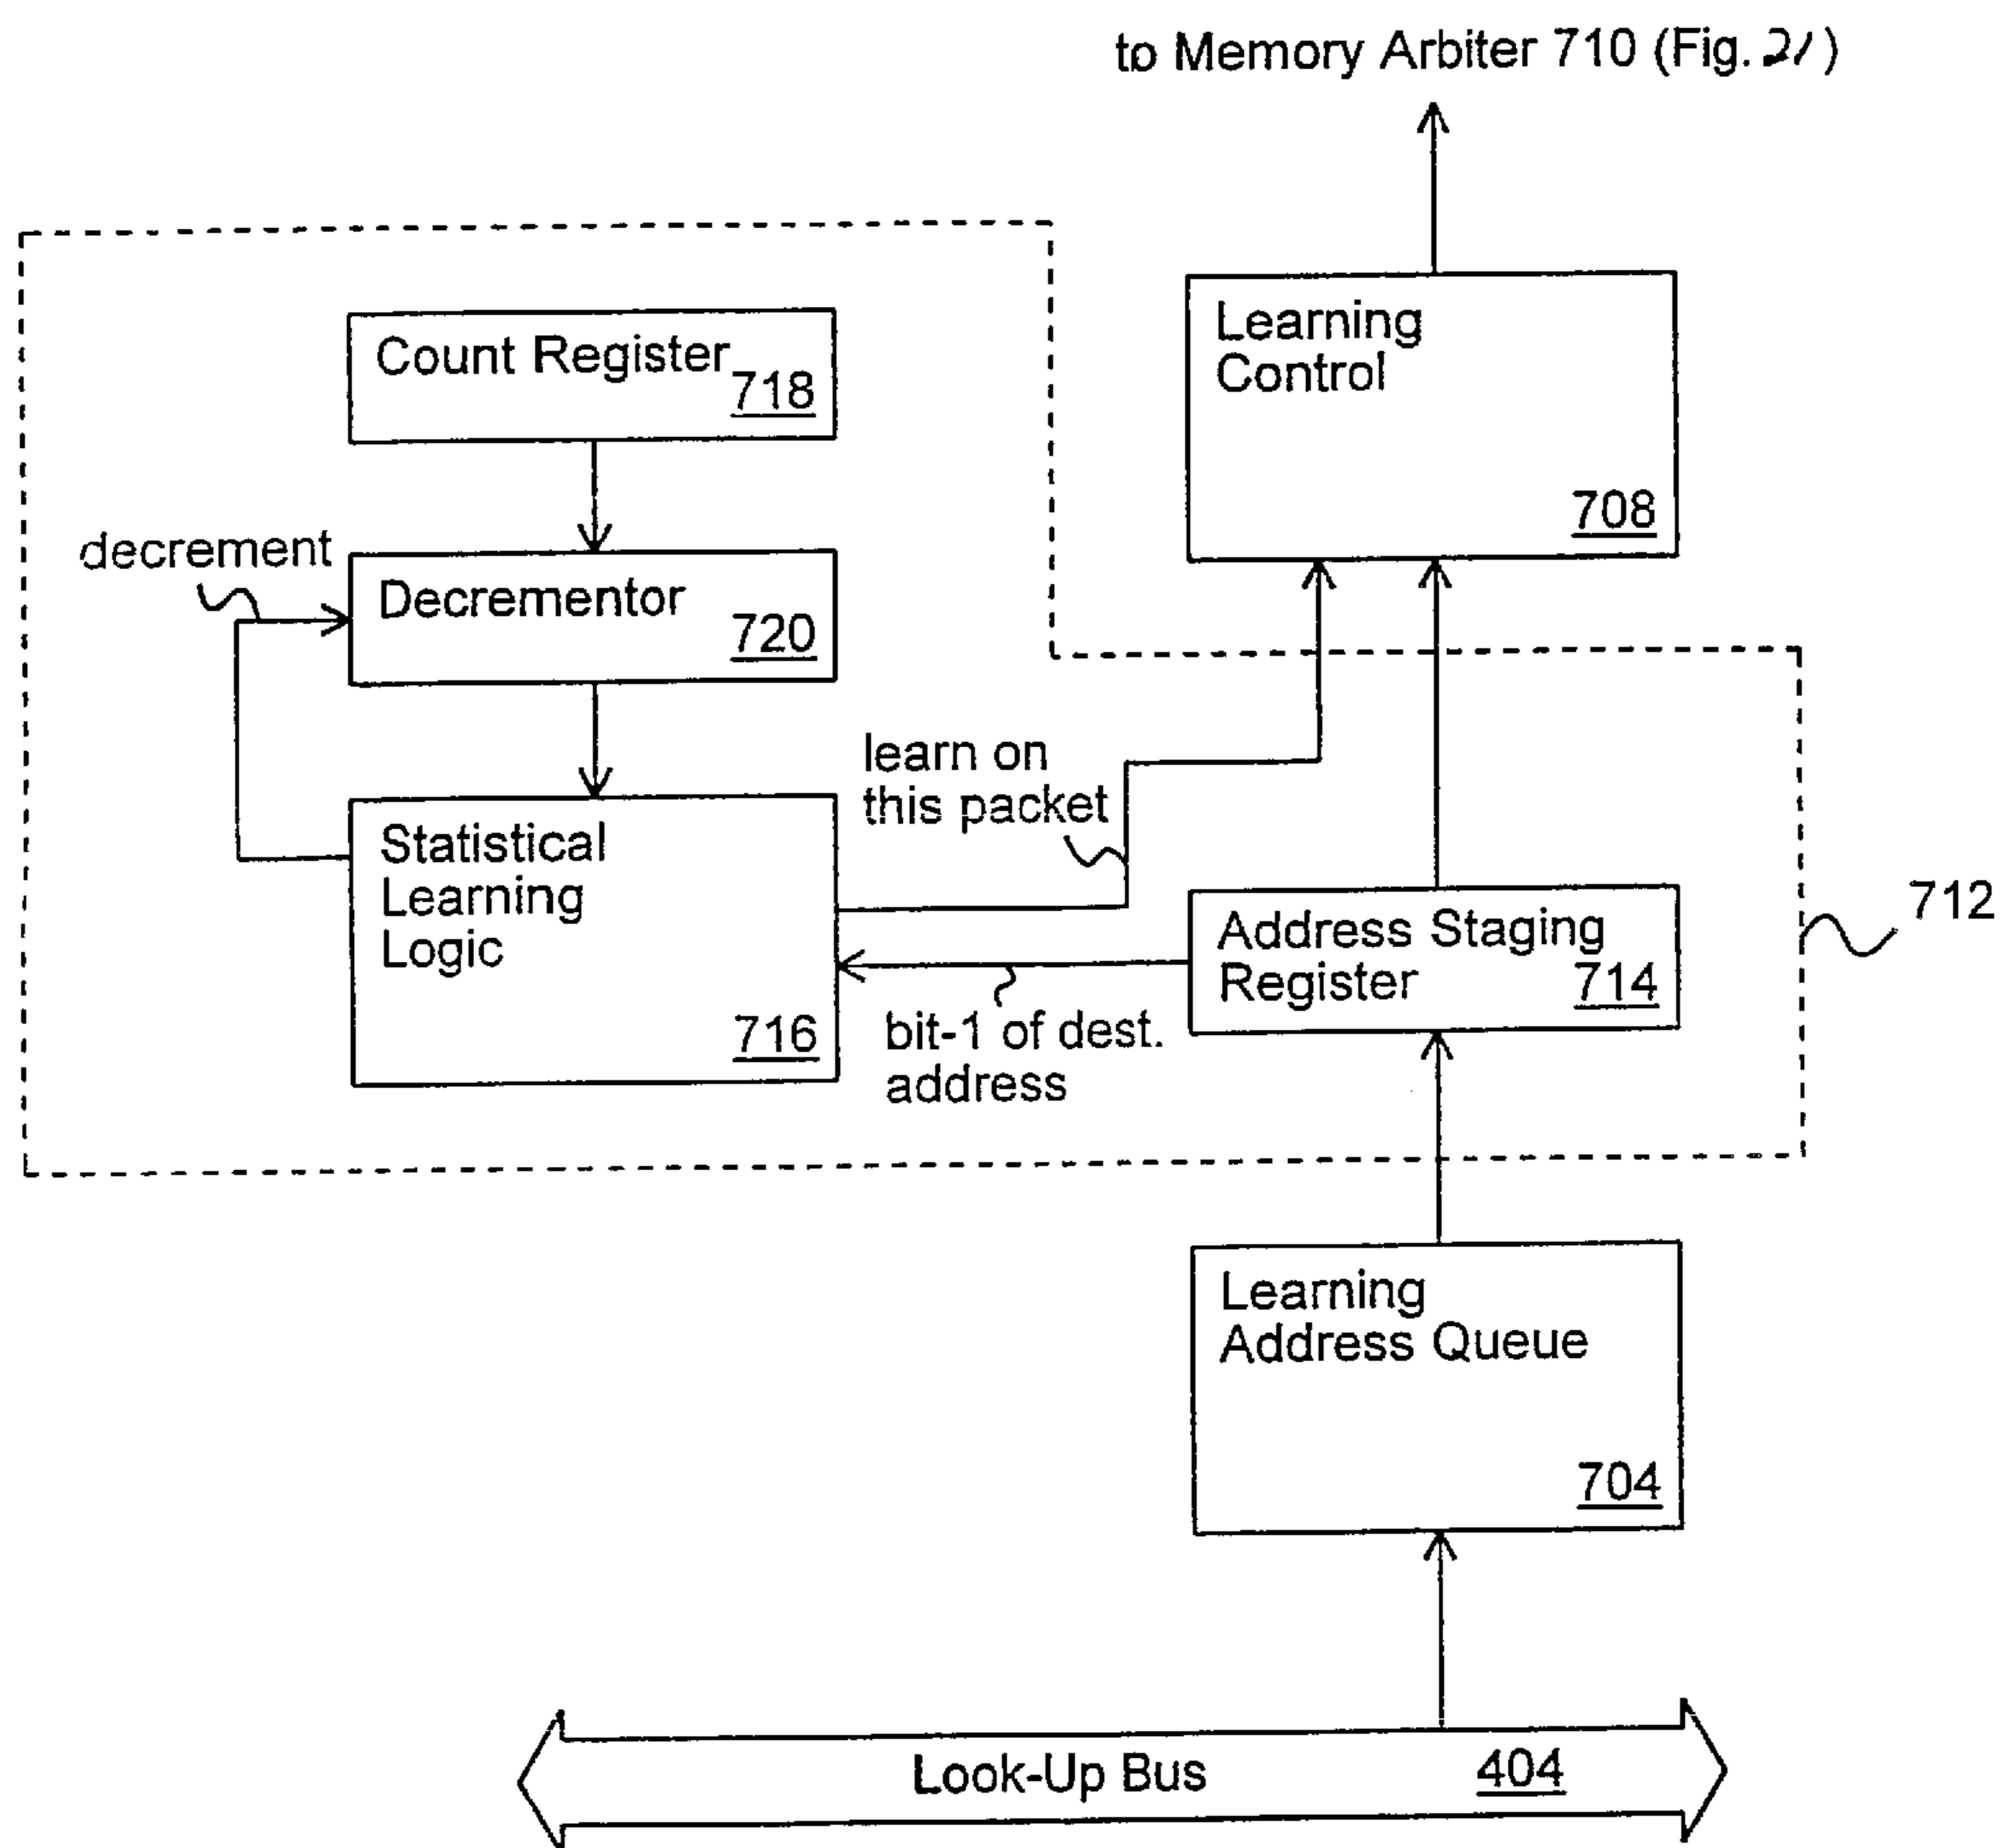 to Memory Arbiter 710 (Fig. 21)
Count Register
718
Learning
Control
708
decrement
Decrementor
720
learn on
this packet
Statistical
Learning
Logic
716
Address Staging
Register 714
712
bit-1 of dest.
address
Learning
Address Queue
704
Look-Up Bus 404